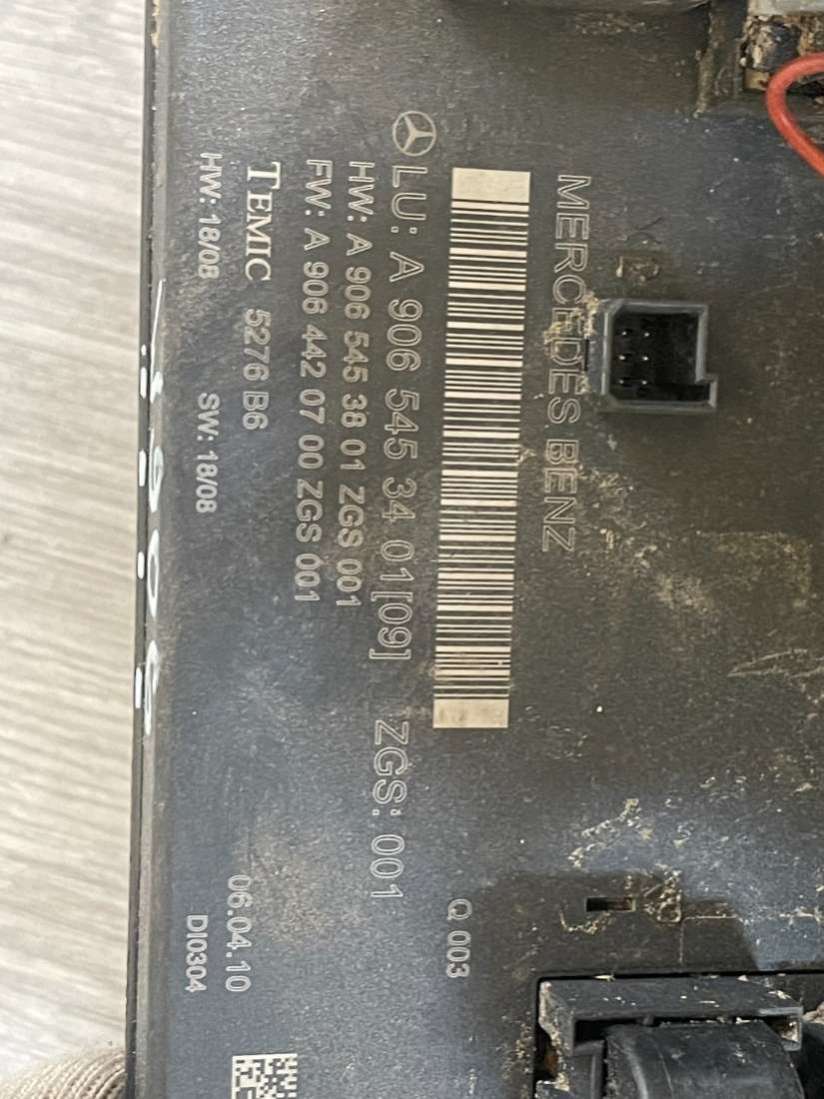 MERCEDES BENZ
LU: A 906 545 34 01[09] ZGS: 001
HW: A 906 545 38 01 ZGS 001
FW: A 906 442 07 00 ZGS 001
TEMIC 5276 B6
HW: 18/08 SW: 18/08
Q 003
06.04.10
DI0304